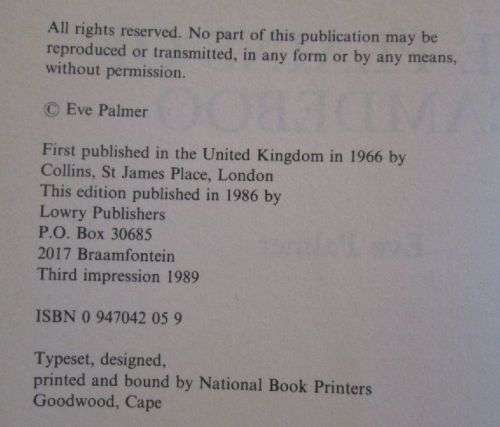 All rights reserved. No part of this publication may be
reproduced or transmitted, in any form or by any means,
without permission.
© Eve Palmer
First published in the United Kingdom in 1966 by
Collins, St James Place, London
This edition published in 1986 by
Lowry Publishers
P.O. Box 30685
2017 Braamfontein
Third impression 1989
ISBN 0 947042 05 9
Typeset, designed,
printed and bound by National Book Printers
Goodwood, Cape